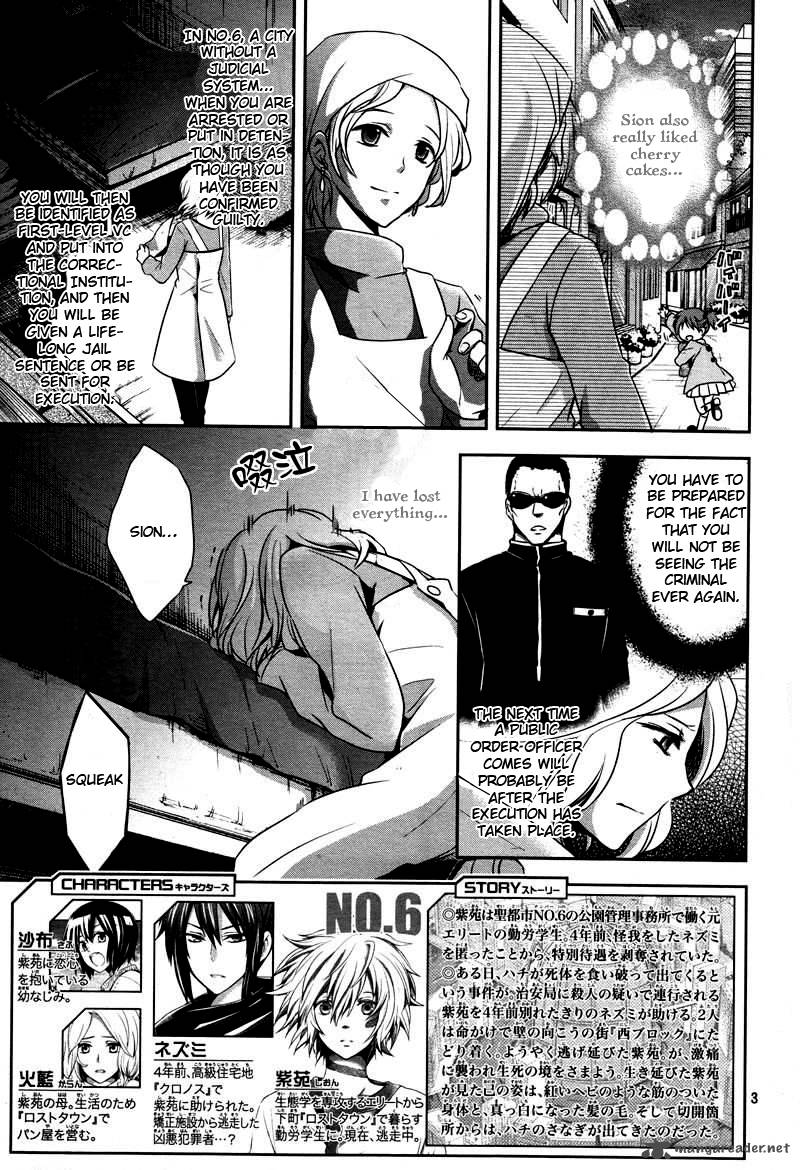 Sion also
really liked
cherry
cakes...
バイバーイ
IN NO.6, A CITY
WITHOUT A
JUDICIAL
SYSTEM...
WHEN YOU ARE
ARRESTED OR
PUT IN DETEN-
TION, IT IS AS
THOUGH YOU
HAVE BEEN
CONFIRMED
GUILTY.
YOU WILL THEN
BE IDENTIFIED AS
FIRST-LEVEL VC
AND PUT INTO
THE CORREC-
TIONAL INSTITU-
TION, AND THEN
YOU WILL BE
GIVEN A LIFE-
LONG JAIL
SENTENCE OR BE
SENT FOR
EXECUTION.
YOU HAVE TO
BE PREPARED
FOR THE FACT
THAT YOU
WILL NOT BE
SEEING THE
CRIMINAL
EVER AGAIN.
THE NEXT TIME
A PUBLIC
ORDER-OFFICER
COMES WILL
PROBABLY BE
AFTER THE
EXECUTION HAS
TAKEN PLACE.
啜泣
I have lost
everything...
SION...
SQUEAK
CHARACTERS キャラクターズ
沙布 さふ
紫苑に恋心
を抱いている
幼なじみ。
火藍 からん
紫苑の母。生活のため
『ロストタウン』で
パン屋を営む。
ネズミ
4年前、高級住宅地
『クロノス』で
紫苑に助けられた。
矯正施設から逃走した
凶悪犯罪者…?
NO.6
紫苑 しおん
生態学を専攻するエリートから
下町『ロストタウン』で暮らす
勤労学生に。現在、逃走中。
STORY ストーリー
◎紫苑は聖都市NO.6の公園管理事務所で働く元
エリートの勤労学生。4年前、怪我をしたネズミ
を匿ったことから、特別待遇を剥奪されていた。
◎ある日、ハチが死体を食い破って出てくると
いう事件が。治安局に殺人の疑いで連行される
紫苑を4年前別れたきりのネズミが助ける。2人
は命がけで壁の向こうの街『西ブロック』にた
どり着く。ようやく逃げ延びた紫苑が、激痛
に襲われ生死の境をさまよう。生き延びた紫苑
が見た己の姿は、紅いヘビのような筋のついた
身体と、真っ白になった髪の毛。そして切開箇
所からは、ハチのさなぎが出てきたのだった。
3
mangareader.net